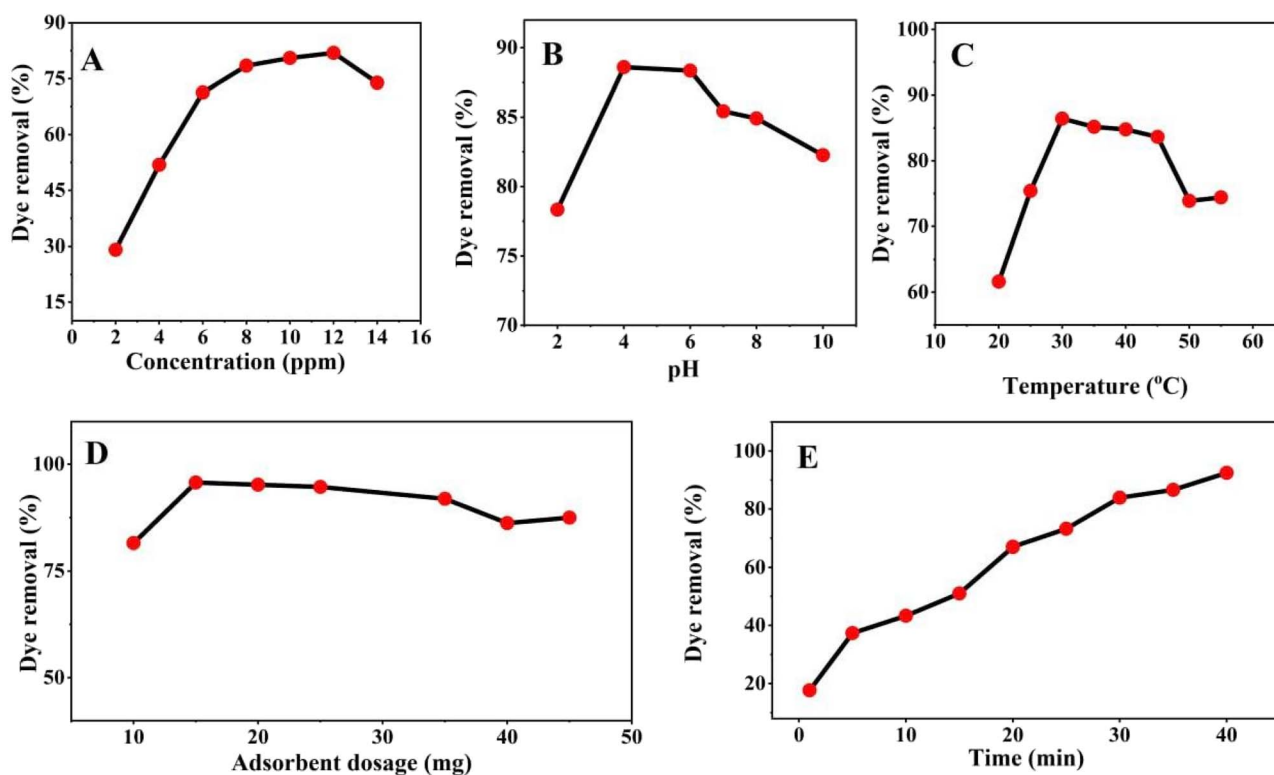 A
Dye removal (%)
90
75
60
45
30
15
0 2 4 6 8 10 12 14 16
Concentration (ppm)
B
Dye removal (%)
90
85
80
75
70
2 4 6 8 10
pH
C
Dye removal (%)
100
90
80
70
60
10 20 30 40 50 60
Temperature (°C)
D
Dye removal (%)
100
75
50
10 20 30 40 50
Adsorbent dosage (mg)
E
Dye removal (%)
100
80
60
40
20
0 10 20 30 40
Time (min)